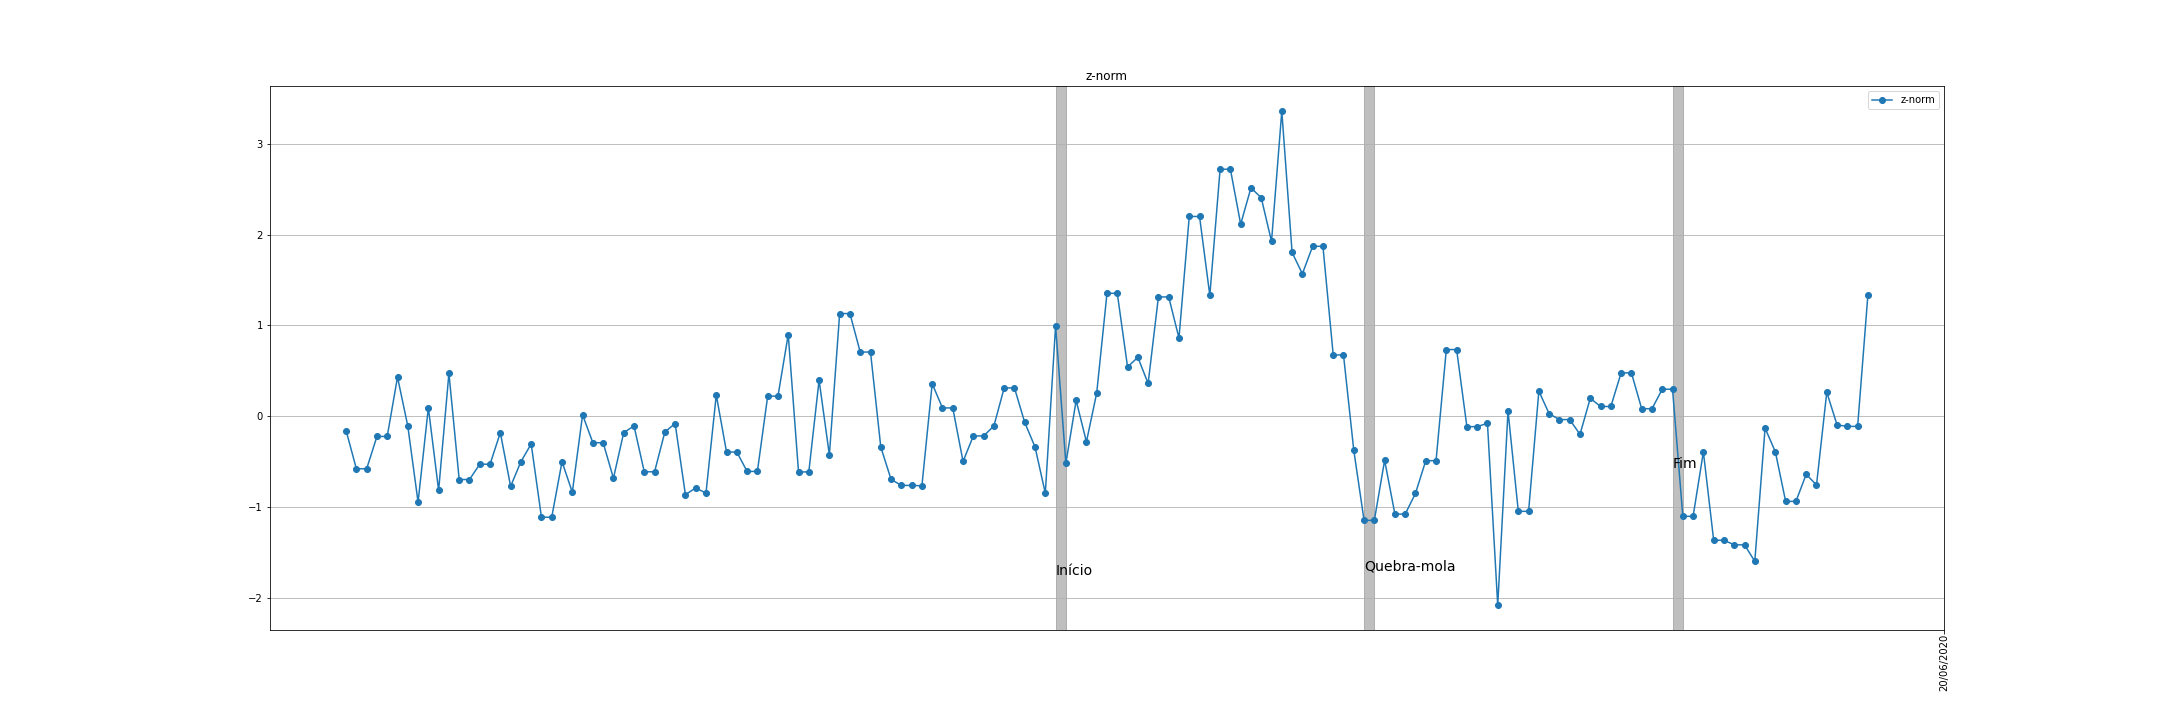 z-norm
z-norm
3
2
1
0
−1
−2
Início
Quebra-mola
Fim
20/06/2020